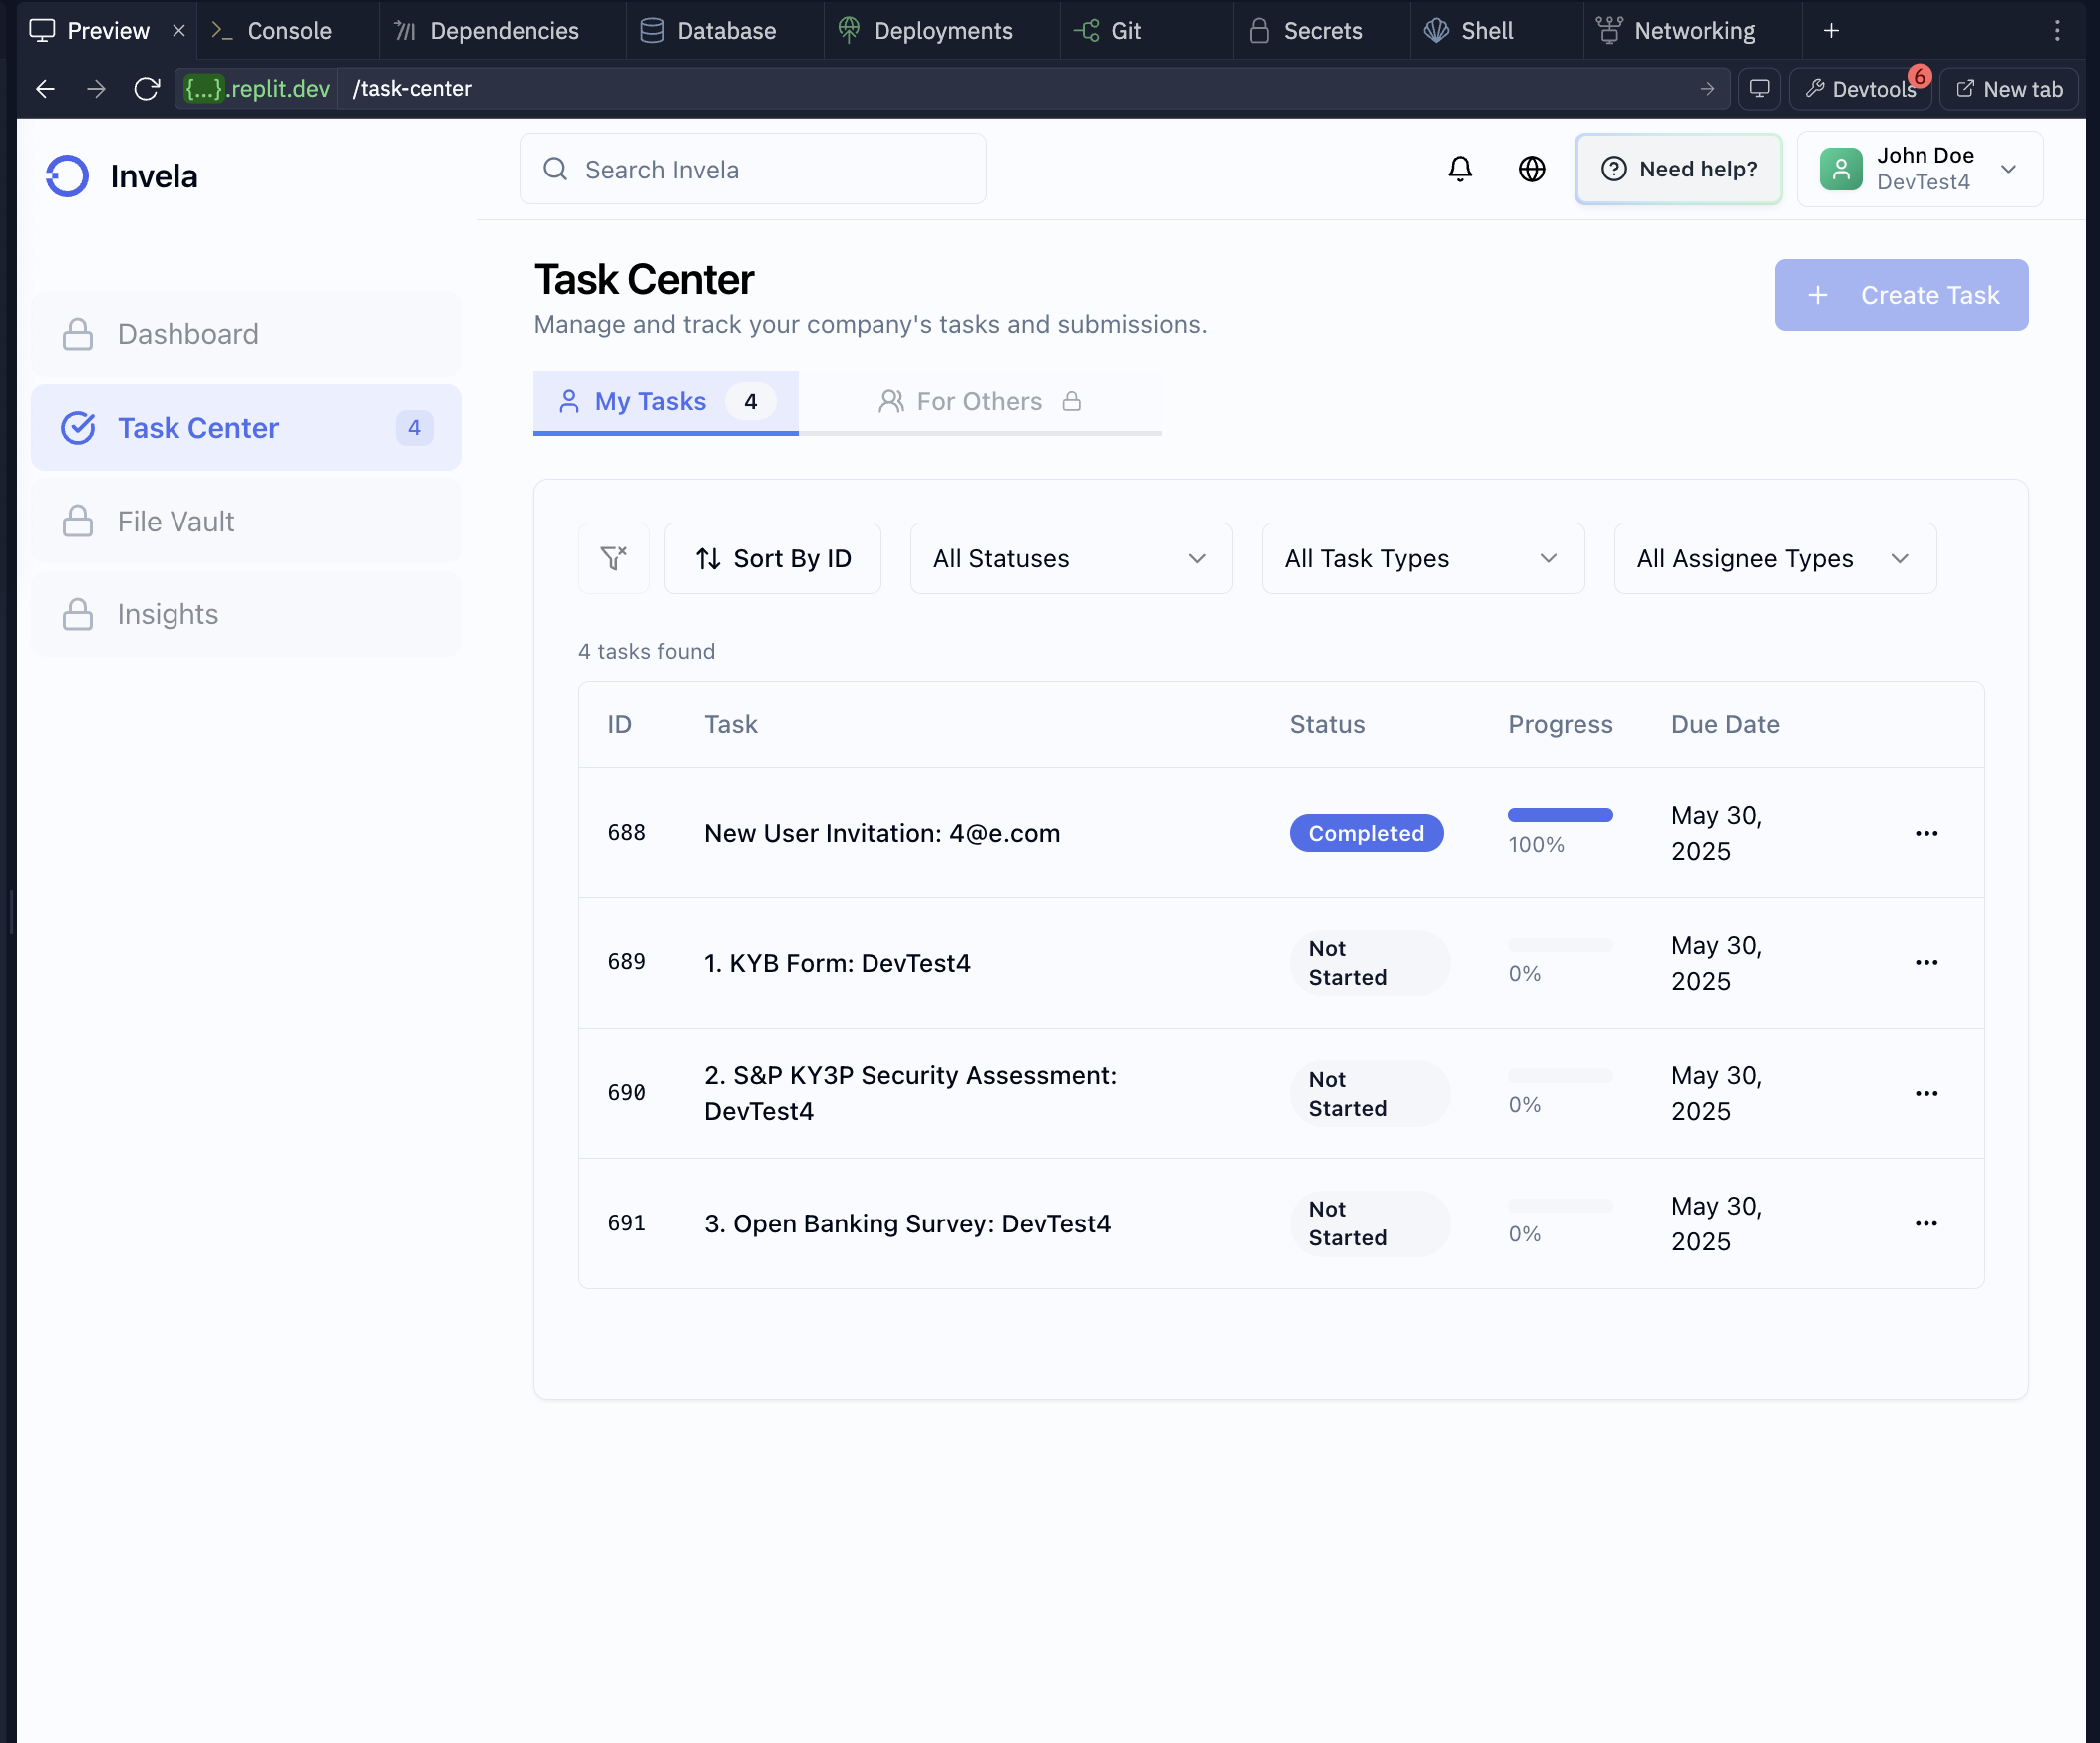 Preview
Console
Dependencies
Database
Deployments
Git
Secrets
Shell
Networking
{...}.replit.dev
/task-center
Devtools
6
New tab
Invela
Search Invela
Need help?
John Doe
DevTest4
Dashboard
Task Center
4
File Vault
Insights
Task Center
Manage and track your company's tasks and submissions.
Create Task
My Tasks
4
For Others
Sort By ID
All Statuses
All Task Types
All Assignee Types
4 tasks found
ID
Task
Status
Progress
Due Date
688
New User Invitation: 4@e.com
Completed
100%
May 30,
2025
689
1. KYB Form: DevTest4
Not
Started
0%
May 30,
2025
690
2. S&P KY3P Security Assessment:
DevTest4
Not
Started
0%
May 30,
2025
691
3. Open Banking Survey: DevTest4
Not
Started
0%
May 30,
2025